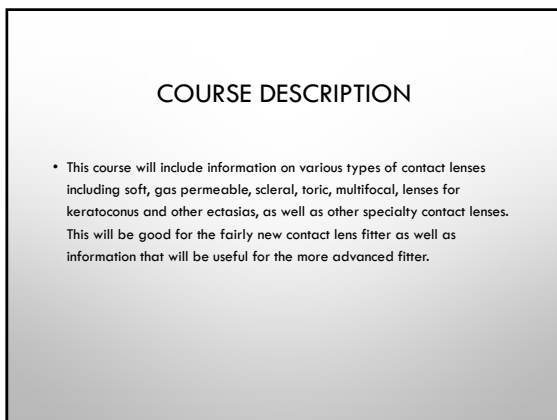 COURSE DESCRIPTION
• This course will include information on various types of contact lenses
including soft, gas permeable, scleral, toric, multifocal, lenses for
keratoconus and other ectasias, as well as other specialty contact lenses.
This will be good for the fairly new contact lens fitter as well as
information that will be useful for the more advanced fitter.